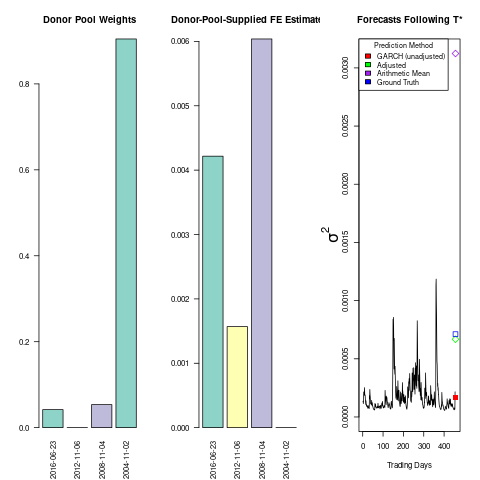 Donor Pool Weights
0.0
0.2
0.4
0.6
0.8
2016-06-23
2012-11-06
2008-11-04
2004-11-02
Donor-Pool-Supplied FE Estimate
0.000
0.001
0.002
0.003
0.004
0.005
0.006
2016-06-23
2012-11-06
2008-11-04
2004-11-02
Forecasts Following T*
σ2
0.0000
0.0005
0.0010
0.0015
0.0020
0.0025
0.0030
Prediction Method
GARCH (unadjusted)
Adjusted
Arithmetic Mean
Ground Truth
0 100 200 300 400
Trading Days